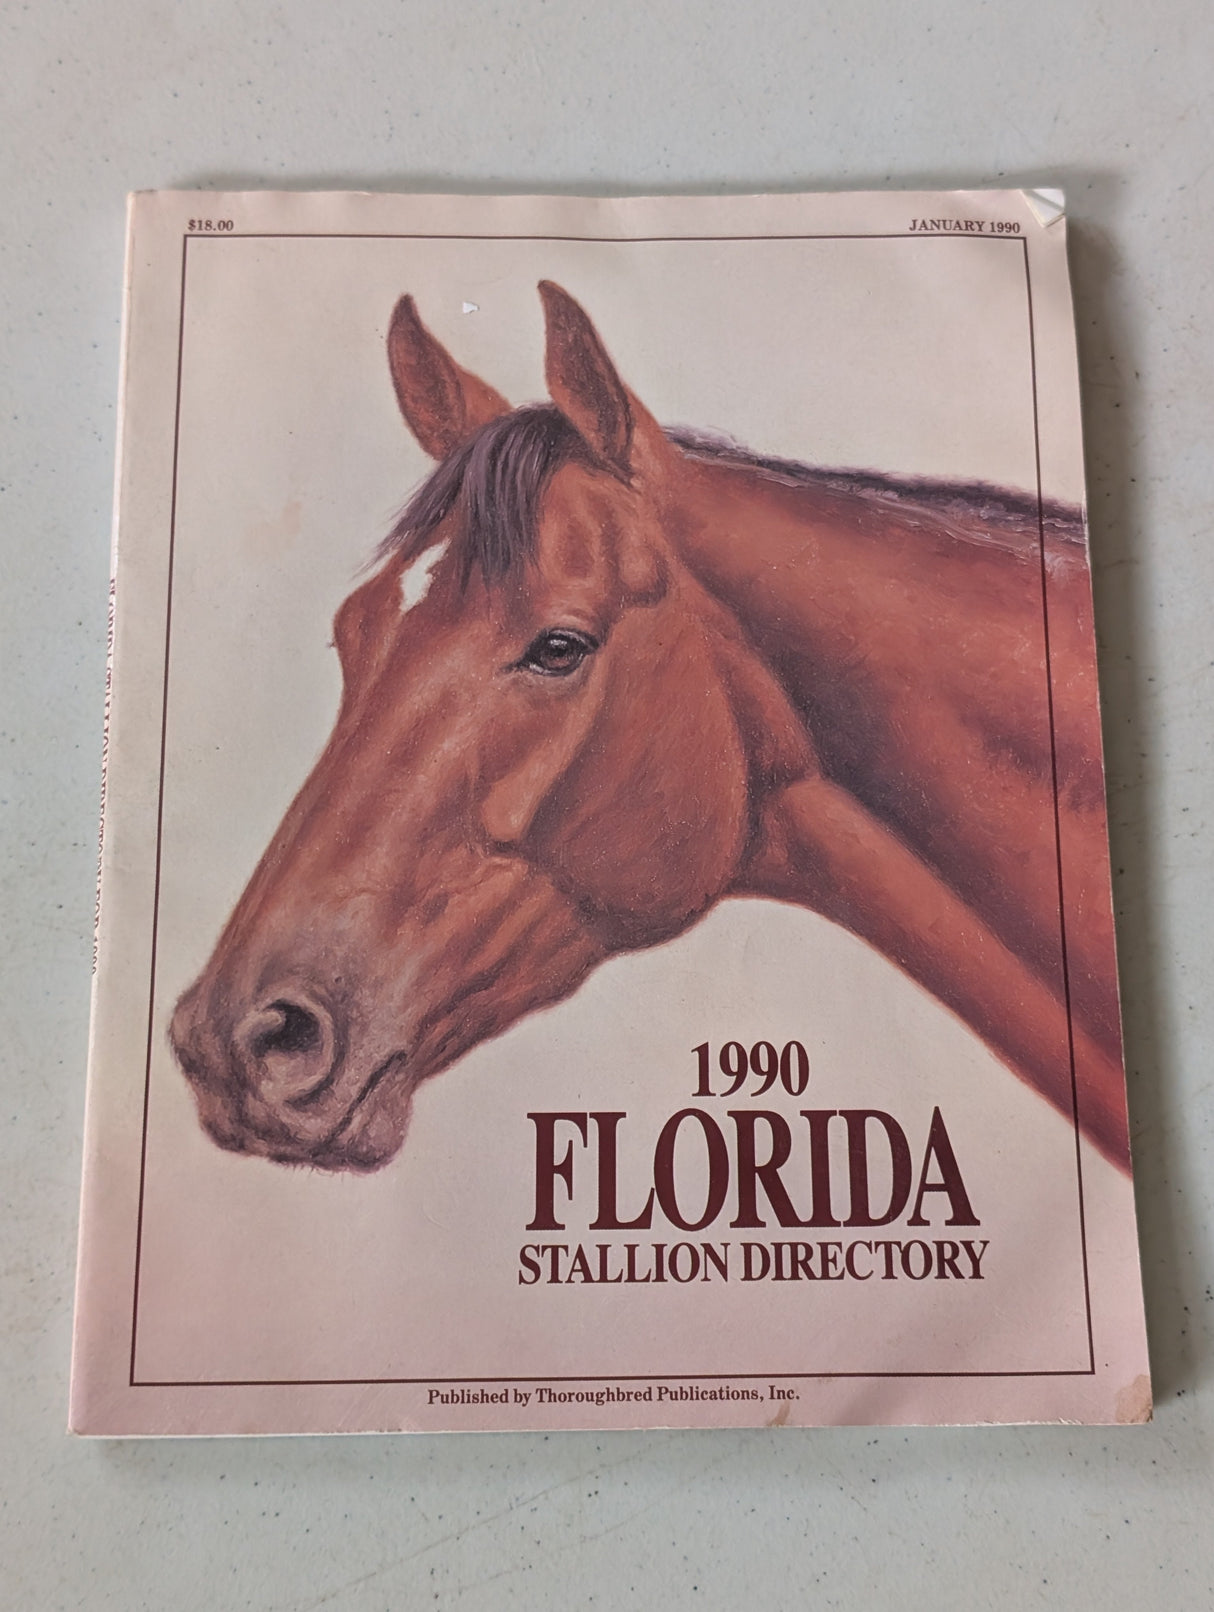 $18.00
JANUARY 1990
1990
FLORIDA
STALLION DIRECTORY
Published by Thoroughbred Publications, Inc.